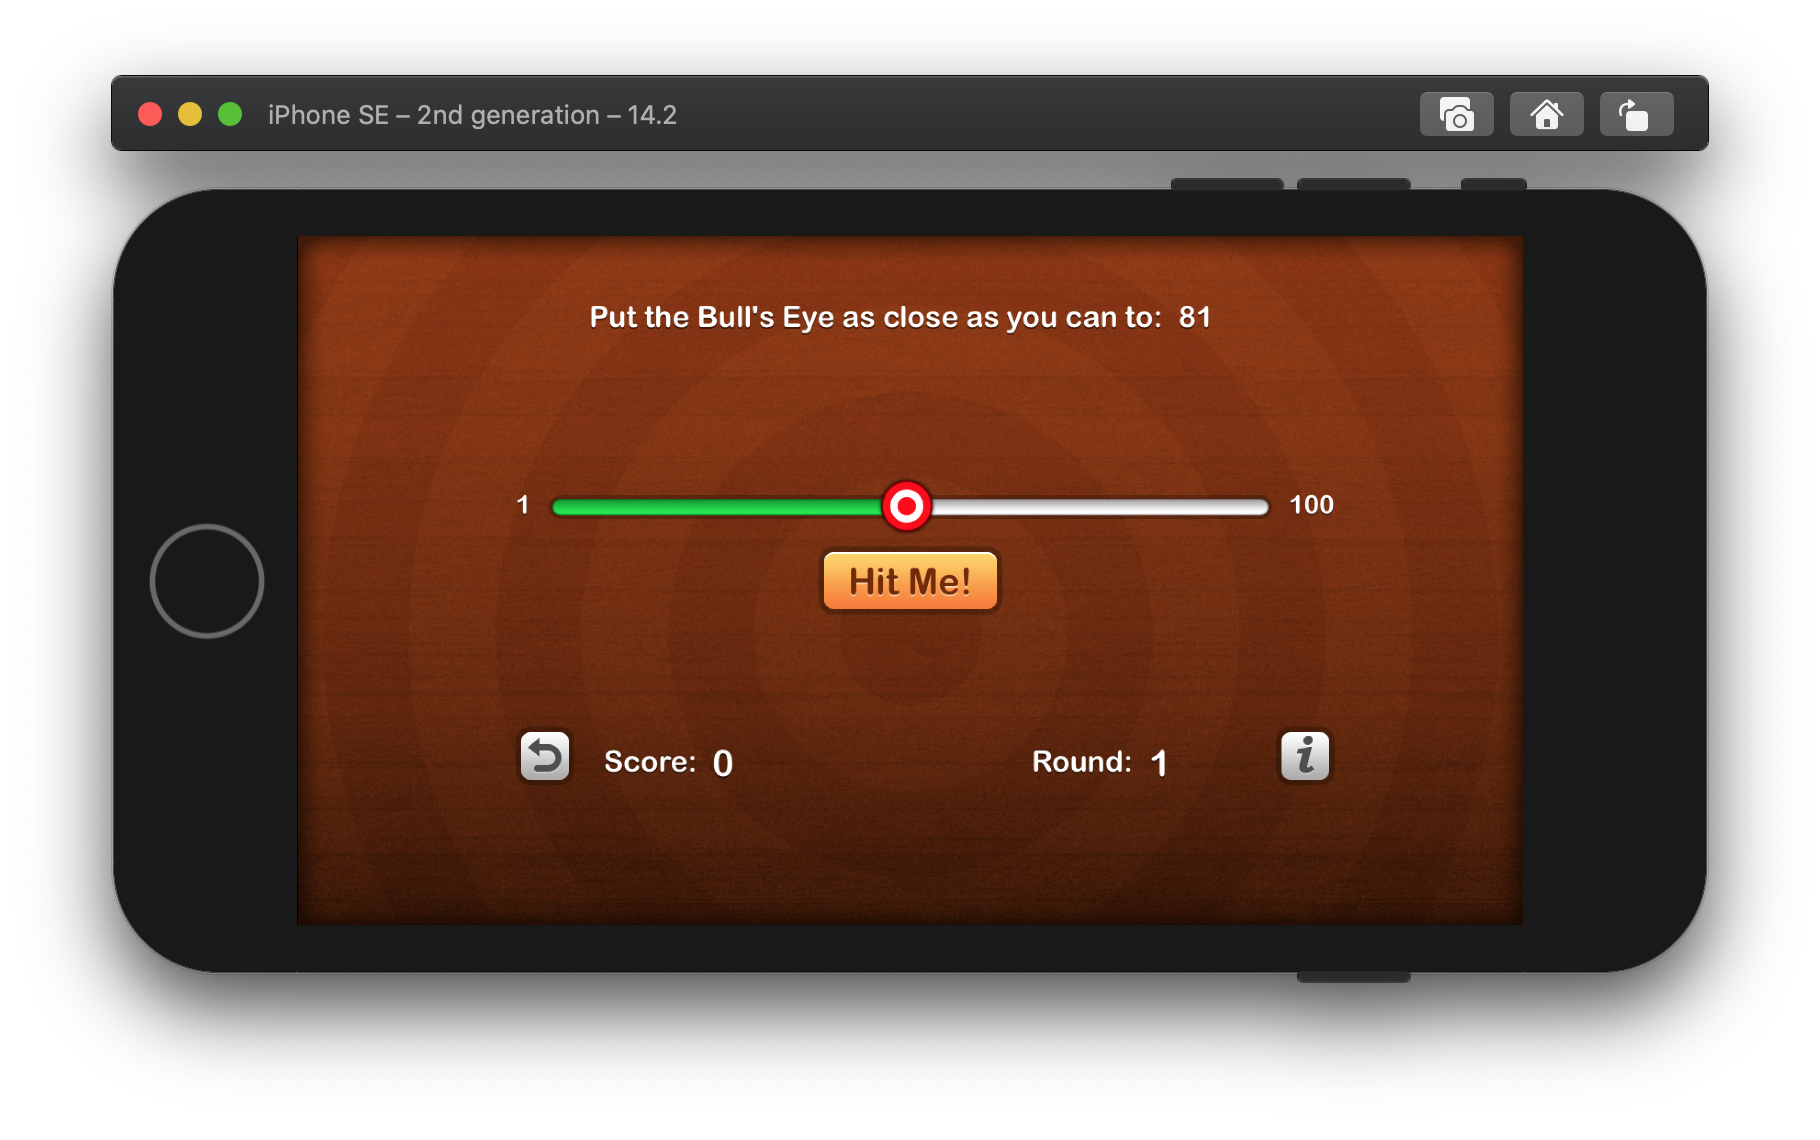 iPhone SE – 2nd generation – 14.2
Put the Bull's Eye as close as you can to: 81
1 100
Hit Me!
Score: 0 Round: 1 i